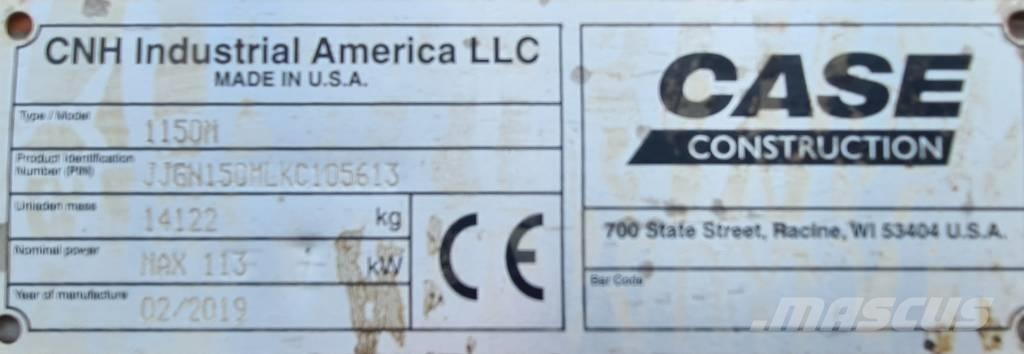 CNH Industrial America LLC
MADE IN U.S.A.
Type / Model
1150M
Product Identification
Number (PIN)
JJGN150MLKC105613
Unladen mass
14122 kg
Nominal power
MAX 113 kW
Year of manufacture
02/2019
CE
CASE
CONSTRUCTION
700 State Street, Racine, WI 53404 U.S.A.
Bar Code
MASCUS